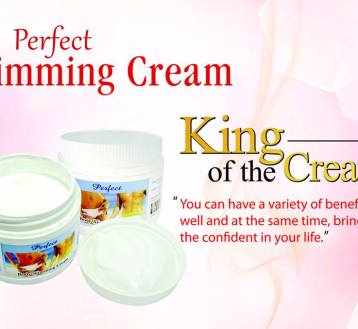 Perfect
imming Cream
King
of the Crea
"You can have a variety of benef
well and at the same time, brin
the confident in your life."
Perfect
Perfect